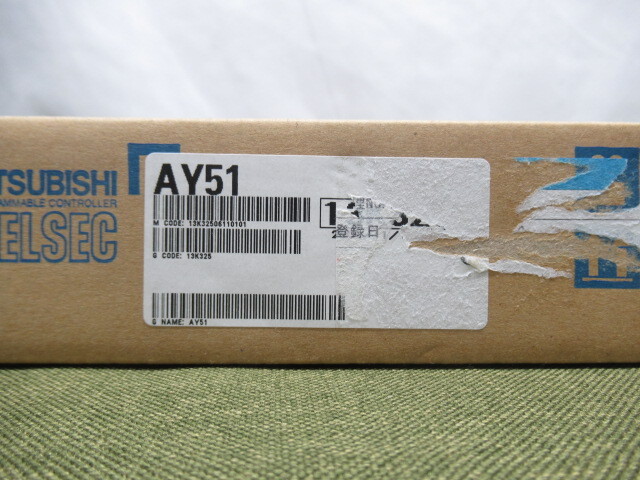 TSUBISHI
AMMABLE CONTROLLER
ELSEC
AY51
M CODE: 13K32506110101
G CODE: 13K325
G NAME: AY51
登録日